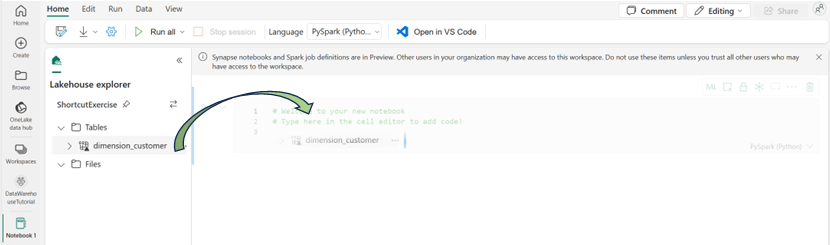 Home
Edit
Run
Data
View
Comment
Editing
Share
Run all
Stop session
Language
PySpark (Pytho...
Open in VS Code
Home
Create
Browse
OneLake
data hub
Workspaces
DataWareho
useTutorial
Notebook 1
Lakehouse explorer
ShortcutExercise
Tables
dimension_customer
Files
Synapse notebooks and Spark job definitions are in Preview. Other users in your organization may have access to this workspace. Do not use these items unless you trust all other users who may
have access to the workspace.
M↓
1
# Welcome to your new notebook
2
# Type here in the cell editor to add code!
3
dimension_customer
PySpark (Python)